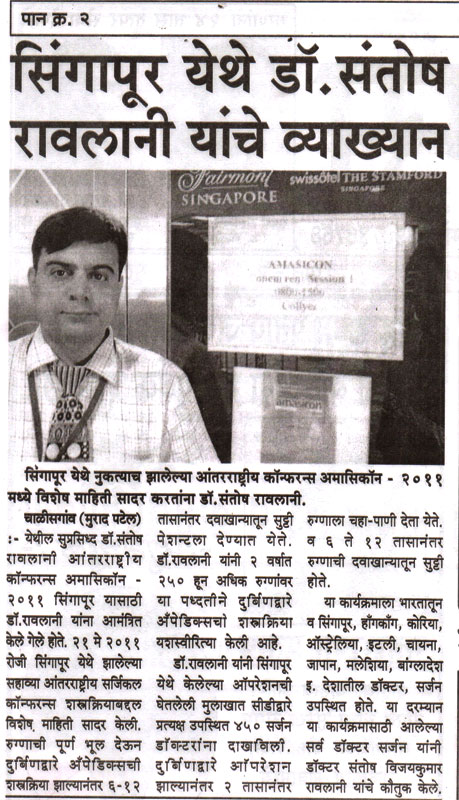 पान क्र. २
सिंगापूर येथे डॉ. संतोष
रावलानी यांचे व्याख्यान
Fairmont
SINGAPORE
swissôtel THE STAMFORD
SINGAPORE
AMASICON
Session
Collyer
amasicon
सिंगापूर येथे नुकत्याच झालेल्या आंतरराष्ट्रीय कॉन्फरन्स अमासिकॉन - २०११
मध्ये विशेष माहिती सादर करतांना डॉ.संतोष रावलानी.
चाळीसगांव (मुराद पटेल)
:- येथील सुप्रसिध्द डॉ.संतोष
रावलानी आंतरराष्ट्रीय
कॉन्फरन्स अमासिकॉन -
२०११ सिंगापूर यासाठी
डॉ.रावलानी यांना आमंत्रित
केले गेले होते. २१ मे २०११
रोजी सिंगापूर येथे झालेल्या
सहाव्या आंतरराष्ट्रीय सर्जिकल
कॉन्फरन्स शस्त्रक्रियाबद्दल
विशेष माहिती सादर केली.
रुग्णाची पूर्ण भूल देऊन
दुर्बिणद्वारे अँपेडिक्सची
शस्त्रक्रिया झाल्यानंतर ६-१२
तासानंतर दवाखान्यातून सुट्टी
पेशन्टला देण्यात येते.
डॉ.रावलानी यांनी २ वर्षात
२५० हून अधिक रुग्णांवर
या पध्दतीने दुर्बिणद्वारे
अँपेडिक्सचो शस्त्रक्रिया
यशस्वीरित्या केली आहे.
डॉ.रावलानी यांनी सिंगापूर
येथे केलेल्या ऑपरेशनची
घेतलेली मुलाखात सीडीद्वारे
प्रत्यक्ष उपस्थित ४५० सर्जन
डॉक्टरांना दाखविली.
दुर्बिणद्वारे ऑपरेशन
झाल्यानंतर २ तासानंतर
रुग्णाला चहा-पाणी देता येते.
व ६ ते १२ तासानंतर
रुग्णाची दवाखान्यातून सुट्टी
होते.
या कार्यक्रमाला भारतातून
व सिंगापूर, हाँगकाँग, कोरिया,
ऑस्ट्रेलिया, इटली, चायना,
जापान, मलेशिया, बांग्लादेश
इ. देशातील डॉक्टर, सर्जन
उपस्थित होते. या दरम्यान
या कार्यक्रमासाठी आलेल्या
सर्व डॉक्टर सर्जन यांनी
डॉक्टर संतोष विजयकुमार
रावलानी यांचे कौतुक केले.